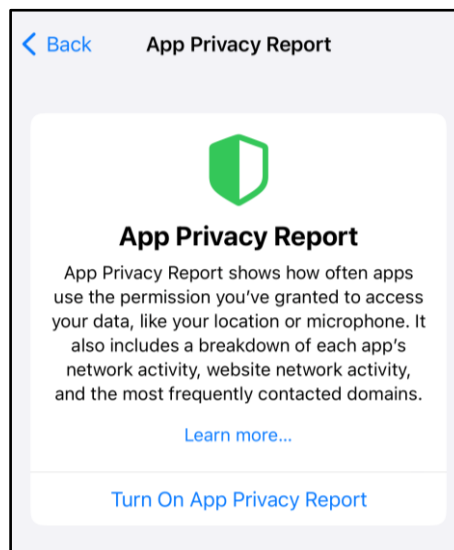 Back
App Privacy Report
App Privacy Report
App Privacy Report shows how often apps
use the permission you’ve granted to access
your data, like your location or microphone. It
also includes a breakdown of each app’s
network activity, website network activity,
and the most frequently contacted domains.
Learn more...
Turn On App Privacy Report